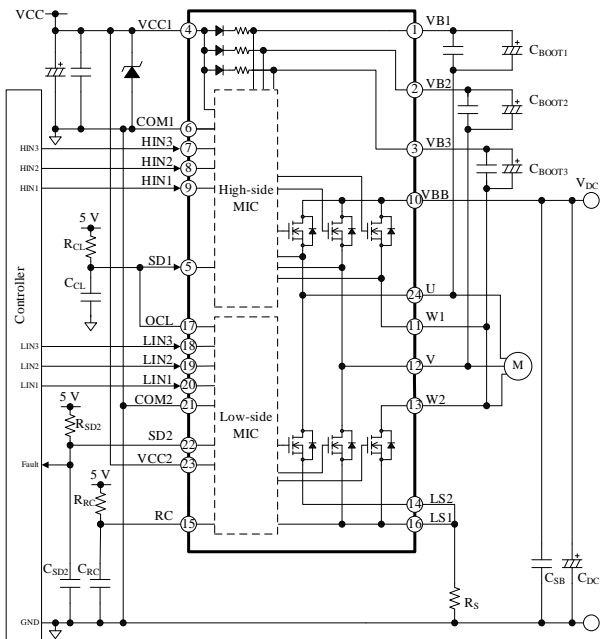 VCC VCC1 4 1 VB1
C_BOOT1
2 VB2
C_BOOT2
COM1 6
HIN3 HIN3 7 3 VB3
HIN2 HIN2 8
C_BOOT3
HIN1 HIN1 9
High-side
MIC
10 VBB V_DC
5 V
R_CL
SD1 5
C_CL
24 U
Controller
OCL 17 11 W1
LIN3 LIN3 18
LIN2 LIN2 19 12 V M
LIN1 LIN1 20
COM2 21 13 W2
5 V
Low-side
MIC
R_SD2
SD2 22
Fault
VCC2 23
5 V
R_RC
14 LS2
RC 15 16 LS1
C_SD2 C_RC C_SB C_DC
R_S
GND